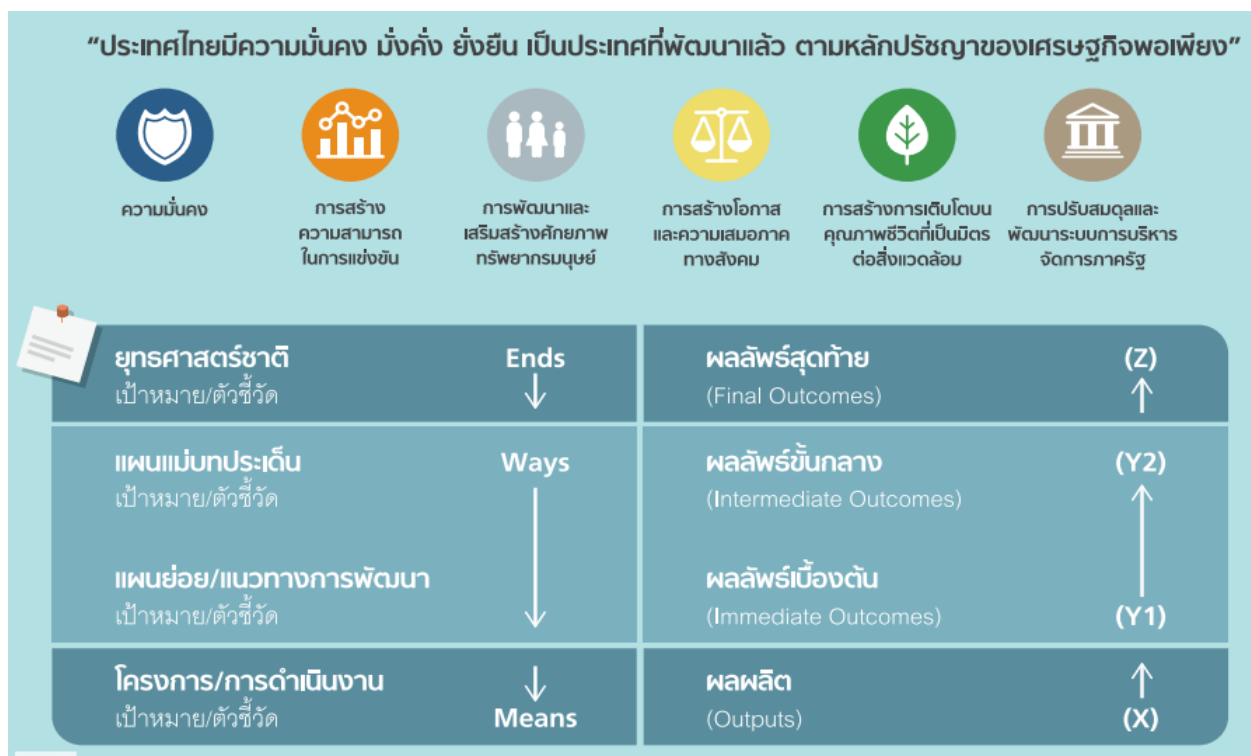 “ประเทศไทยมีความมั่นคง มั่งคั่ง ยั่งยืน เป็นประเทศที่พัฒนาแล้ว ตามหลักปรัชญาของเศรษฐกิจพอเพียง”
ความมั่นคง
การสร้าง
ความสามารถ
ในการแข่งขัน
การพัฒนาและ
เสริมสร้างศักยภาพ
ทรัพยากรมนุษย์
การสร้างโอกาส
และความเสมอภาค
ทางสังคม
การสร้างการเติบโตบน
คุณภาพชีวิตที่เป็นมิตร
ต่อสิ่งแวดล้อม
การปรับสมดุลและ
พัฒนาระบบการบริหาร
จัดการภาครัฐ
ยุทธศาสตร์ชาติ Ends ผลลัพธ์สุดท้าย (Z)
เป้าหมาย/ตัวชี้วัด (Final Outcomes)
แผนแม่บทประเด็น Ways ผลลัพธ์ขั้นกลาง (Y2)
เป้าหมาย/ตัวชี้วัด (Intermediate Outcomes)
แผนย่อย/แนวทางการพัฒนา ผลลัพธ์เบื้องต้น
เป้าหมาย/ตัวชี้วัด (Immediate Outcomes) (Y1)
โครงการ/การดำเนินงาน ผลผลิต
เป้าหมาย/ตัวชี้วัด Means (Outputs) (X)